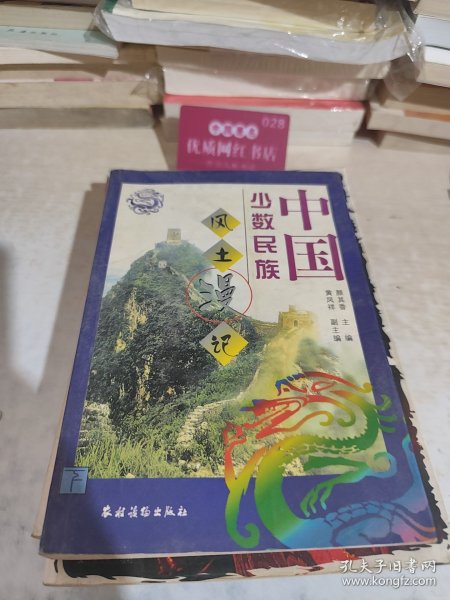 028
优质网红书店
中国
少数民族
风土漫记
颜其香 主编
黄凤祥 副主编
下
农村读物出版社
孔夫子旧书网
www.kongfz.com